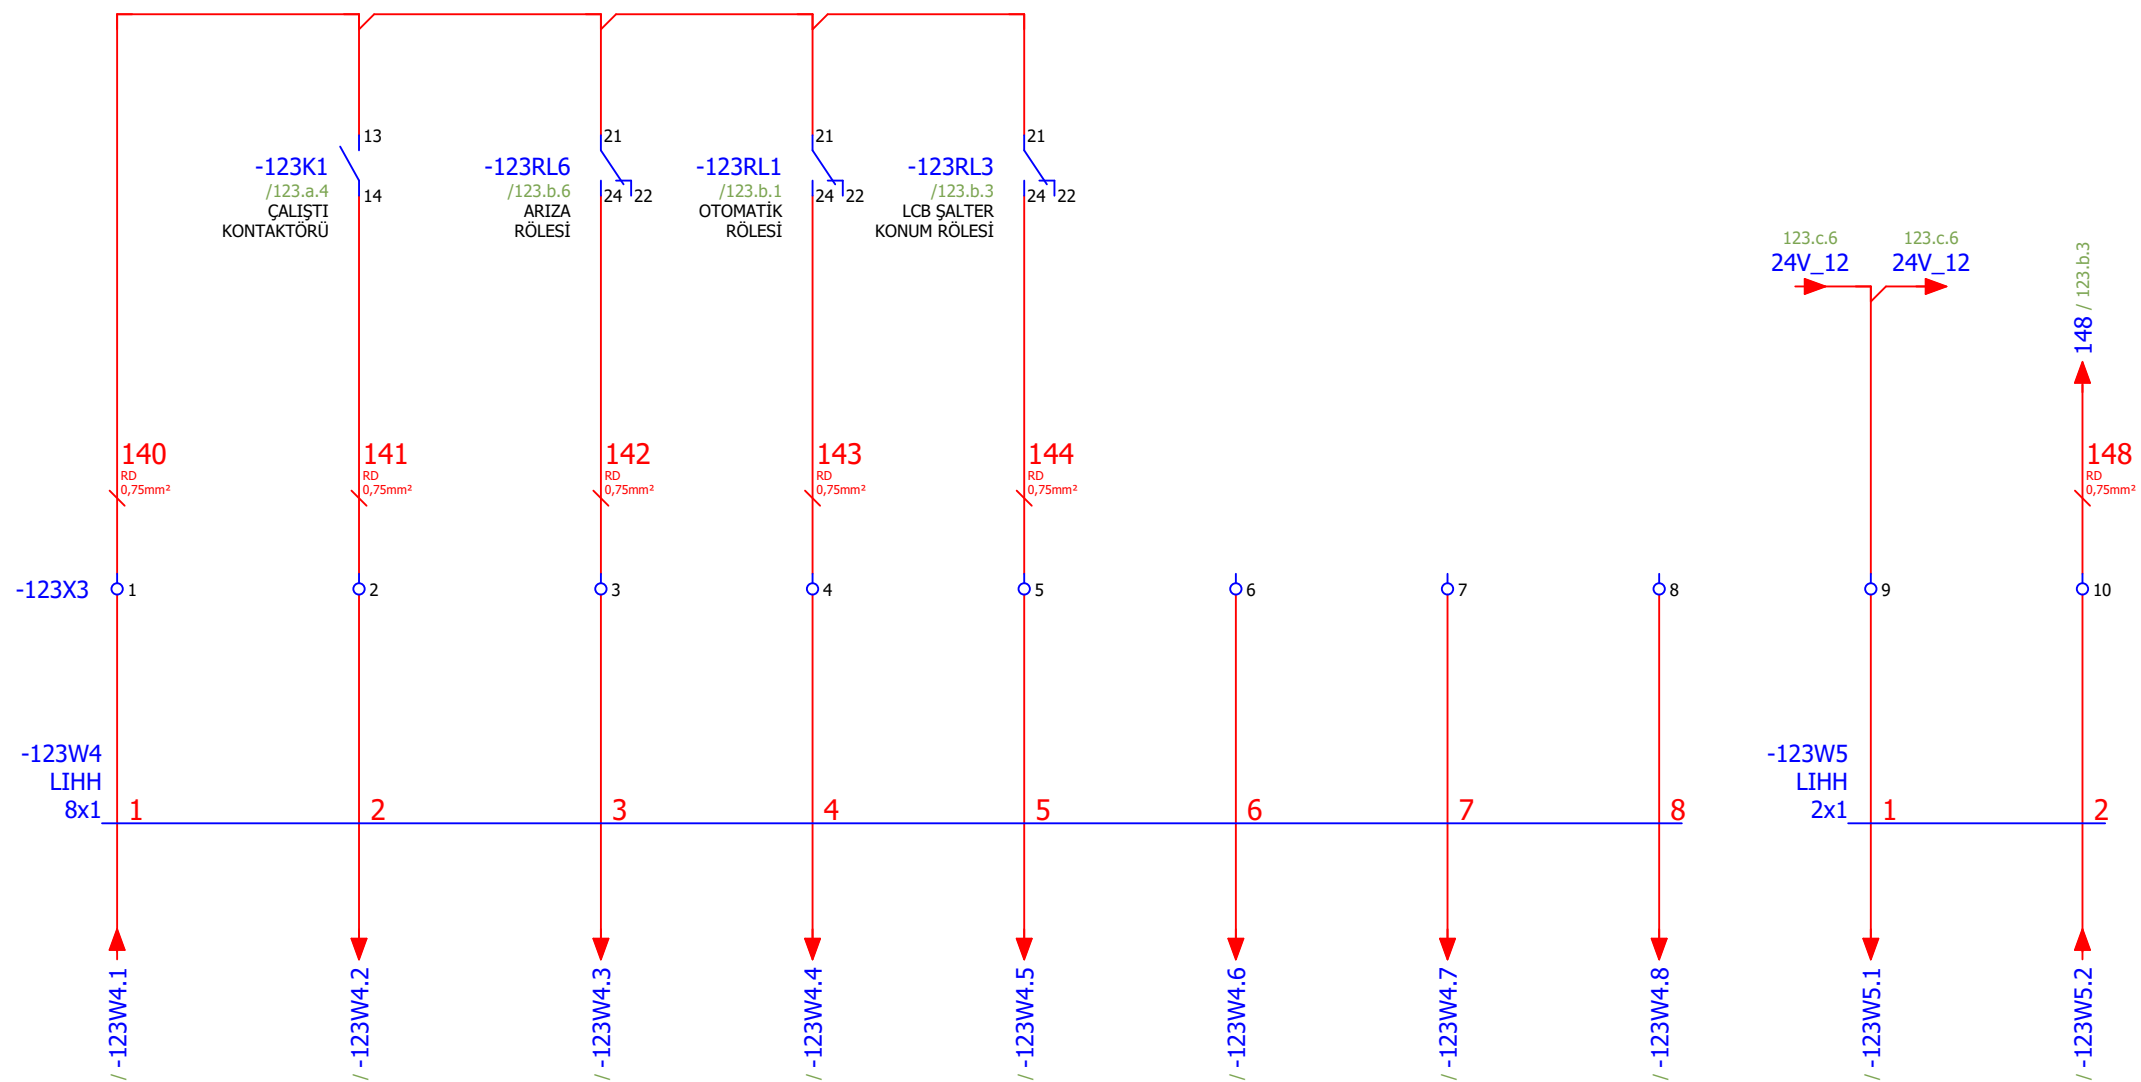 13
21
21
21
-123K1
/123.a.4
ÇALIŞTI
KONTAKTÖRÜ
14
-123RL6
/123.b.6
ARIZA
RÖLESİ
24 22
-123RL1
/123.b.1
OTOMATİK
RÖLESİ
24 22
-123RL3
/123.b.3
LCB ŞALTER
KONUM RÖLESİ
24 22
123.c.6
24V_12
123.c.6
24V_12
148 / 123.b.3
140
RD
0,75mm²
141
RD
0,75mm²
142
RD
0,75mm²
143
RD
0,75mm²
144
RD
0,75mm²
148
RD
0,75mm²
-123X3 1 2 3 4 5 6 7 8 9 10
-123W4
LIHH
8x1 1 2 3 4 5 6 7 8
-123W5
LIHH
2x1 1 2
/ -123W4.1
/ -123W4.2
/ -123W4.3
/ -123W4.4
/ -123W4.5
/ -123W4.6
/ -123W4.7
/ -123W4.8
/ -123W5.1
/ -123W5.2